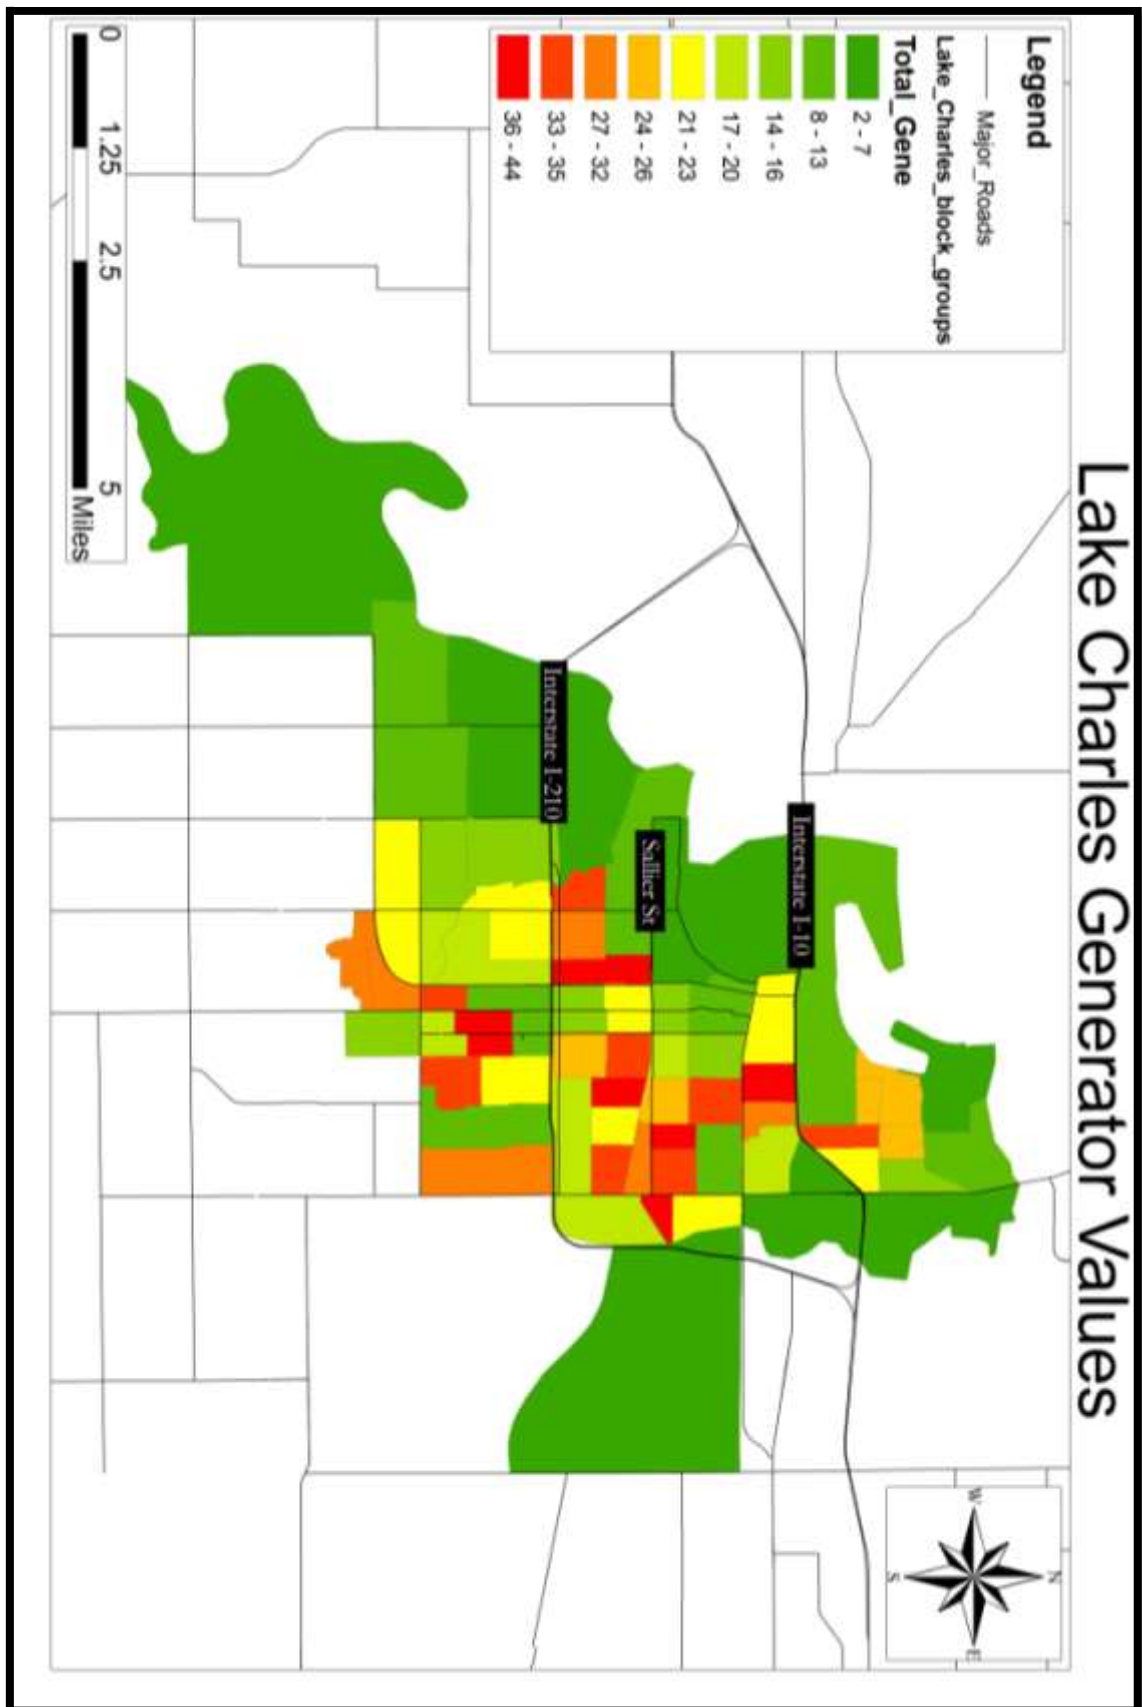 Lake Charles Generator Values
Legend
Major_Roads
Lake_Charles_block_groups
Total_Gene
2 - 7
8 - 13
14 - 16
17 - 20
21 - 23
24 - 26
27 - 32
33 - 35
36 - 44
Interstate I-10
Sallier St
Interstate I-210
N
W
E
S
0 1.25 2.5 5
Miles